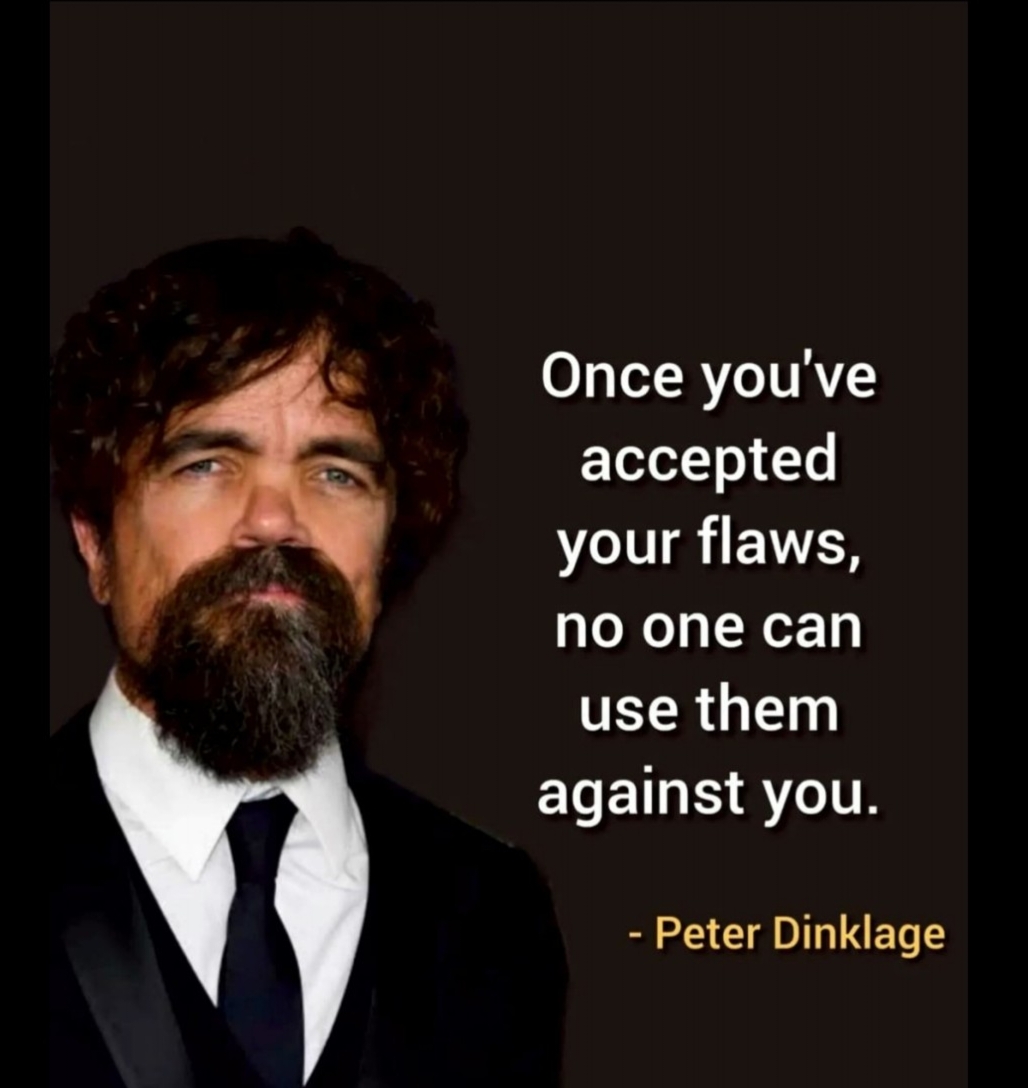 Once you've
accepted
your flaws,
no one can
use them
against you.
- Peter Dinklage